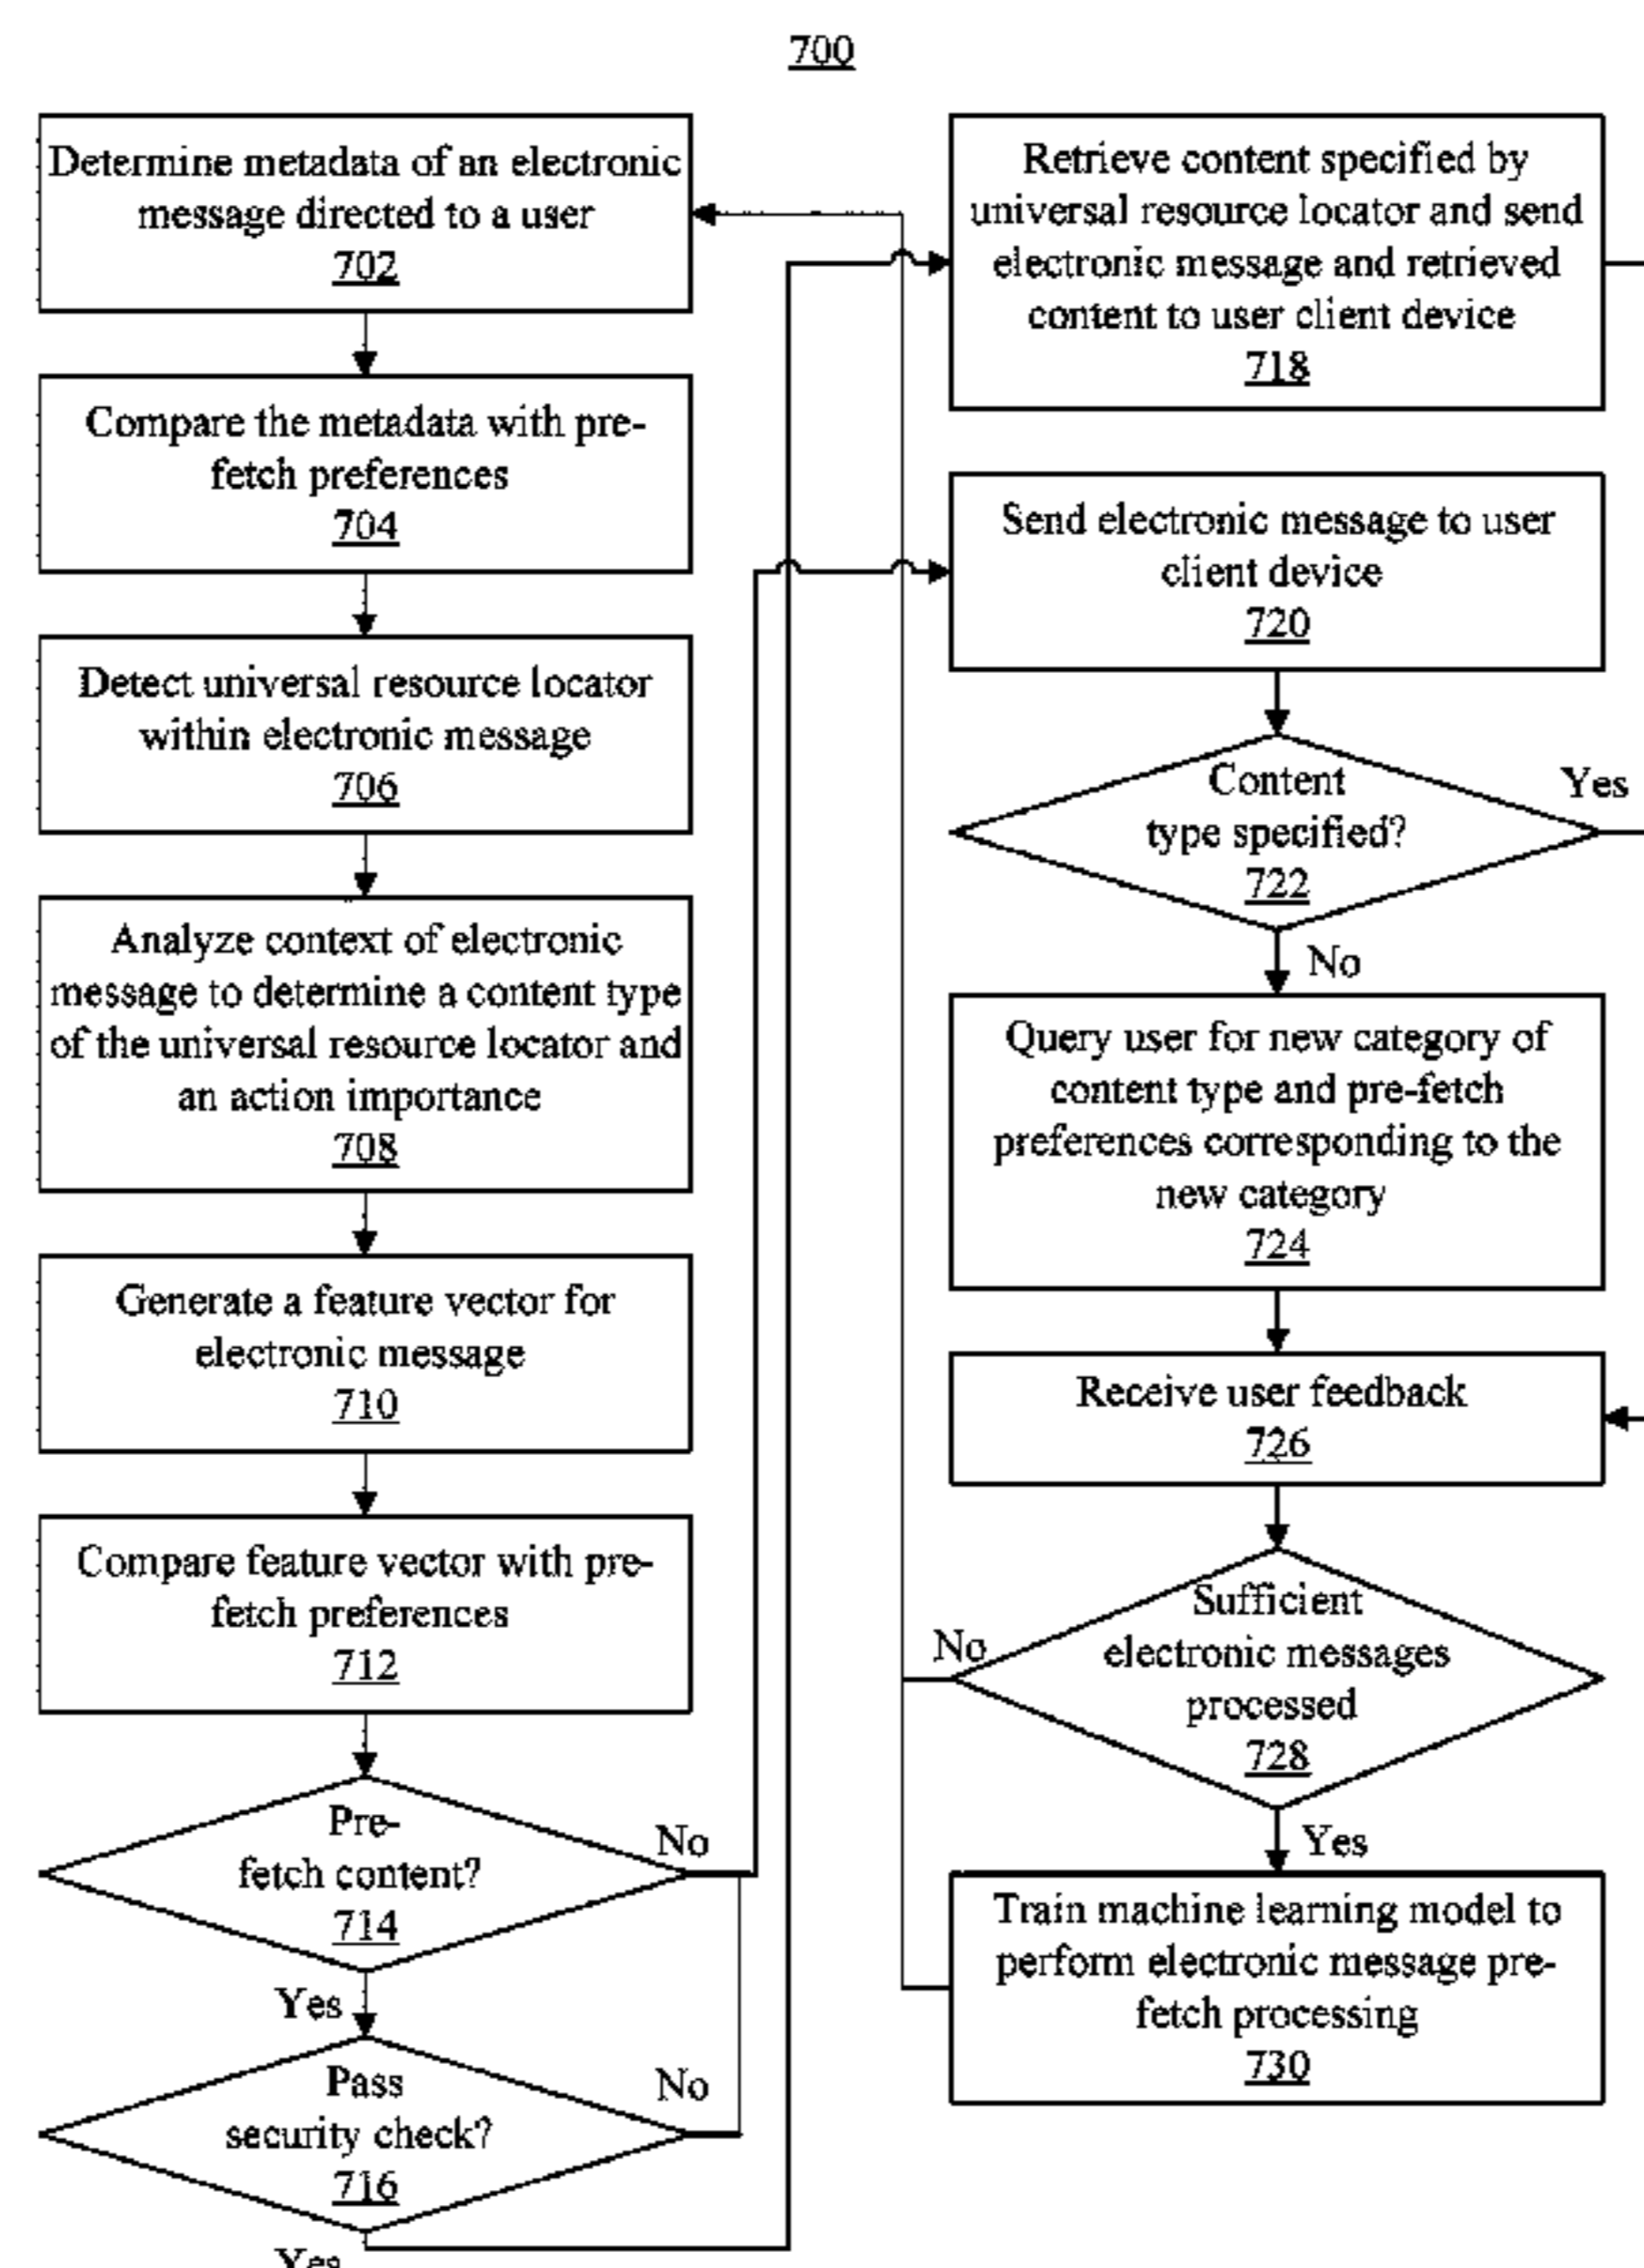 700
Determine metadata of an electronic
message directed to a user
702
Compare the metadata with pre-
fetch preferences
704
Detect universal resource locator
within electronic message
706
Analyze context of electronic
message to determine a content type
of the universal resource locator and
an action importance
708
Generate a feature vector for
electronic message
710
Compare feature vector with pre-
fetch preferences
712
Pre-
fetch content?
714
No
Yes
Pass
security check?
716
No
Yes
Retrieve content specified by
universal resource locator and send
electronic message and retrieved
content to user client device
718
Send electronic message to user
client device
720
Content
type specified?
722
Yes
No
Query user for new category of
content type and pre-fetch
preferences corresponding to the
new category
724
Receive user feedback
726
Sufficient
electronic messages
processed
728
No
Yes
Train machine learning model to
perform electronic message pre-
fetch processing
730